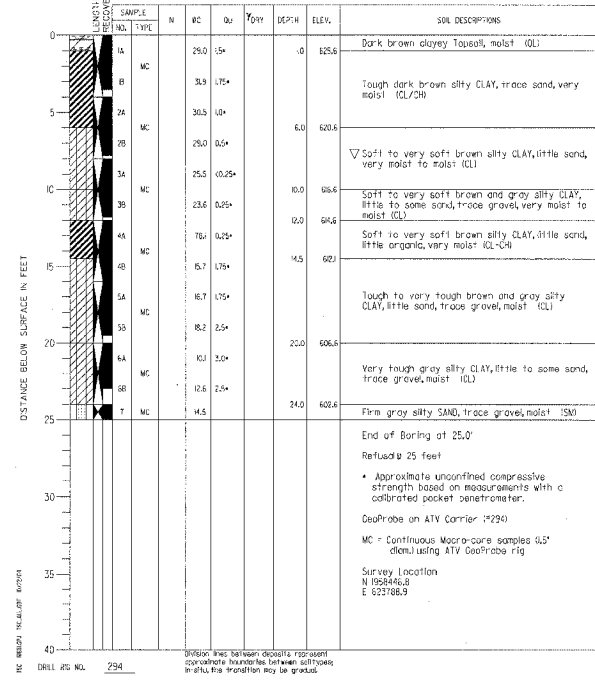 LENGTH
RECOVE
SAMPLE
NO. TYPE N WC Qu YDRY DEPTH ELEV. SOIL DESCRIPTIONS
0
1A 29.0 1.5* 1.0 625.6 Dark brown clayey Topsoil, moist (OL)
MC
B 31.9 1.75* Tough dark brown silty CLAY, trace sand, very
moist (CL/CH)
2A 30.5 1.0*
MC 6.0 620.6
2B 29.0 0.5* Soft to very soft brown silty CLAY, little sand,
very moist to moist (CL)
3A 25.5 <0.25*
10 MC 10.0 616.6
3B 23.6 0.25* Soft to very soft brown and gray silty CLAY,
little to some sand, trace gravel, very moist to
moist (CL)
12.0 614.6
4A 0.25* Soft to very soft brown silty CLAY, little sand,
little organic, very moist (CL-CH)
MC 14.5 612.1
15 4B 15.7 1.75*
5A 16.7 1.75* Tough to very tough brown and gray silty
CLAY, little sand, trace gravel, moist (CL)
MC
5B 18.2 2.5*
20 20.0 606.6
6A 10.1 3.0*
MC Very tough gray silty CLAY, little to some sand,
trace gravel, moist (CL)
6B 12.6 2.5*
24.0 602.6
7 MC 14.5 Firm gray silty SAND, trace gravel, moist (SM)
25
End of Boring at 25.0'
Refusal @ 25 feet
* Approximate unconfined compressive
strength based on measurements with a
calibrated pocket penetrometer.
30
GeoProbe on ATV Carrier (#294)
MC = Continuous Macro-core samples (1.5"
diam.) using ATV GeoProbe rig
35
Survey Location
N 1958446.8
E 623788.9
40
DISTANCE BELOW SURFACE IN FEET
DRILL RIG NO. 294
Division lines between deposits represent
approximate boundaries between soil types;
in-situ, the transition may be gradual.